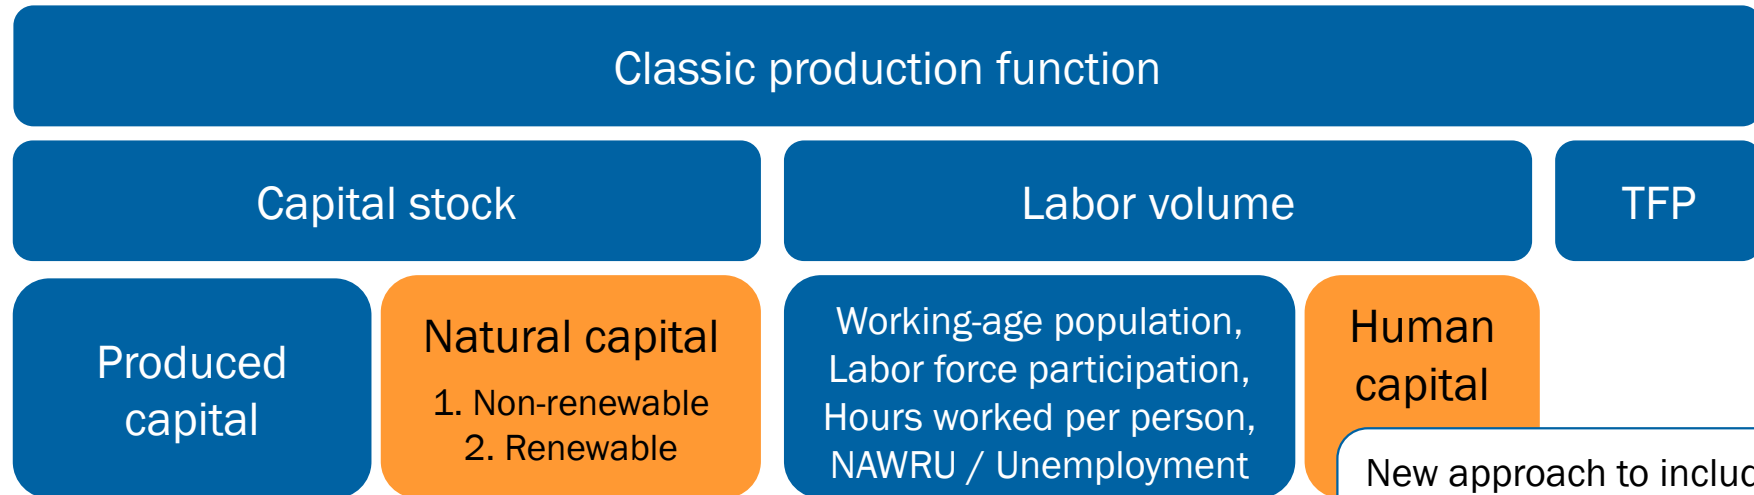 Classic production function
Capital stock
Labor volume
TFP
Produced
capital
Natural capital
1. Non-renewable
2. Renewable
Working-age population,
Labor force participation,
Hours worked per person,
NAWRU / Unemployment
Human
capital
New approach to includ